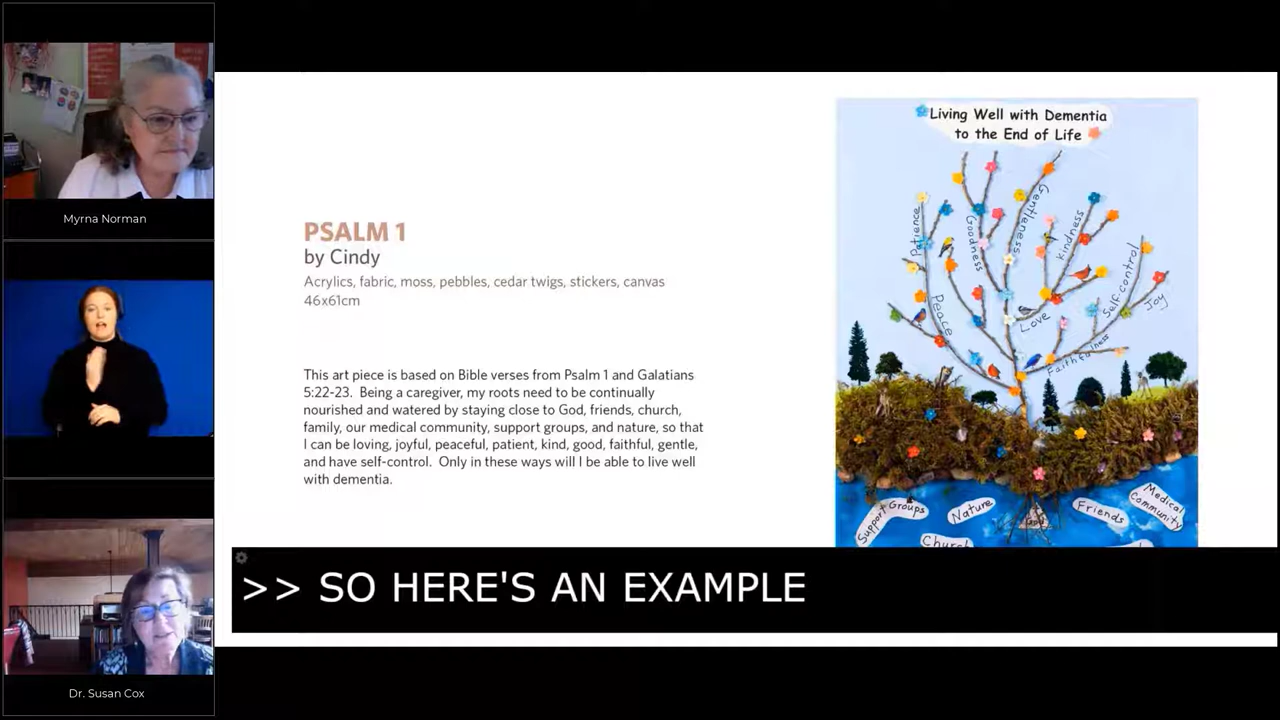 Myrna Norman
Dr. Susan Cox
PSALM 1
by Cindy
Acrylics, fabric, moss, pebbles, cedar twigs, stickers, canvas
46x61cm
This art piece is based on Bible verses from Psalm 1 and Galatians
5:22-23. Being a caregiver, my roots need to be continually
nourished and watered by staying close to God, friends, church,
family, our medical community, support groups, and nature, so that
I can be loving, joyful, peaceful, patient, kind, good, faithful, gentle,
and have self-control. Only in these ways will I be able to live well
with dementia.
Living Well with Dementia
to the End of Life
Patience
Goodness
Gentleness
kindness
Self-control
Joy
Peace
Love
Faithfulness
Support Groups
Nature
Friends
Medical
Community
Church
>> SO HERE'S AN EXAMPLE